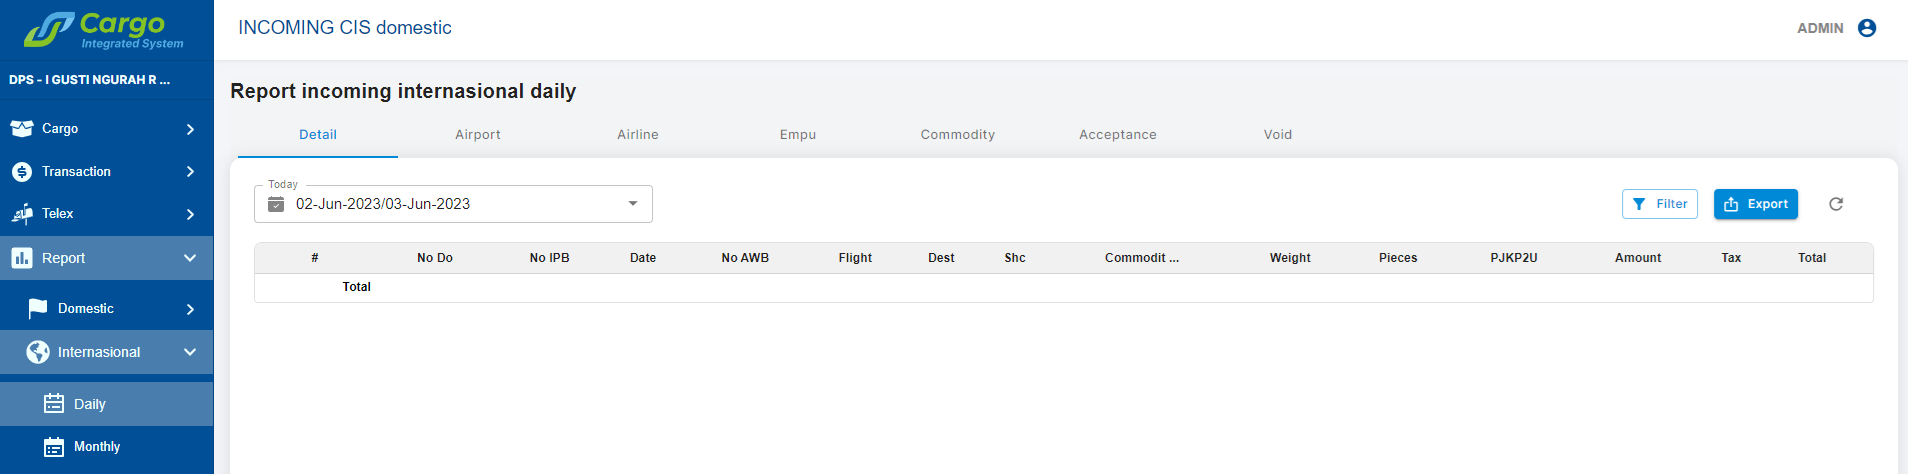 Cargo
Integrated System
INCOMING CIS domestic
ADMIN
DPS - I GUSTI NGURAH R ...
Cargo
Transaction
Telex
Report
Domestic
Internasional
Daily
Monthly
Report incoming internasional daily
Detail Airport Airline Empu Commodity Acceptance Void
Today
02-Jun-2023/03-Jun-2023
Filter Export
# No Do No IPB Date No AWB Flight Dest Shc Commodit ... Weight Pieces PJKP2U Amount Tax Total
Total